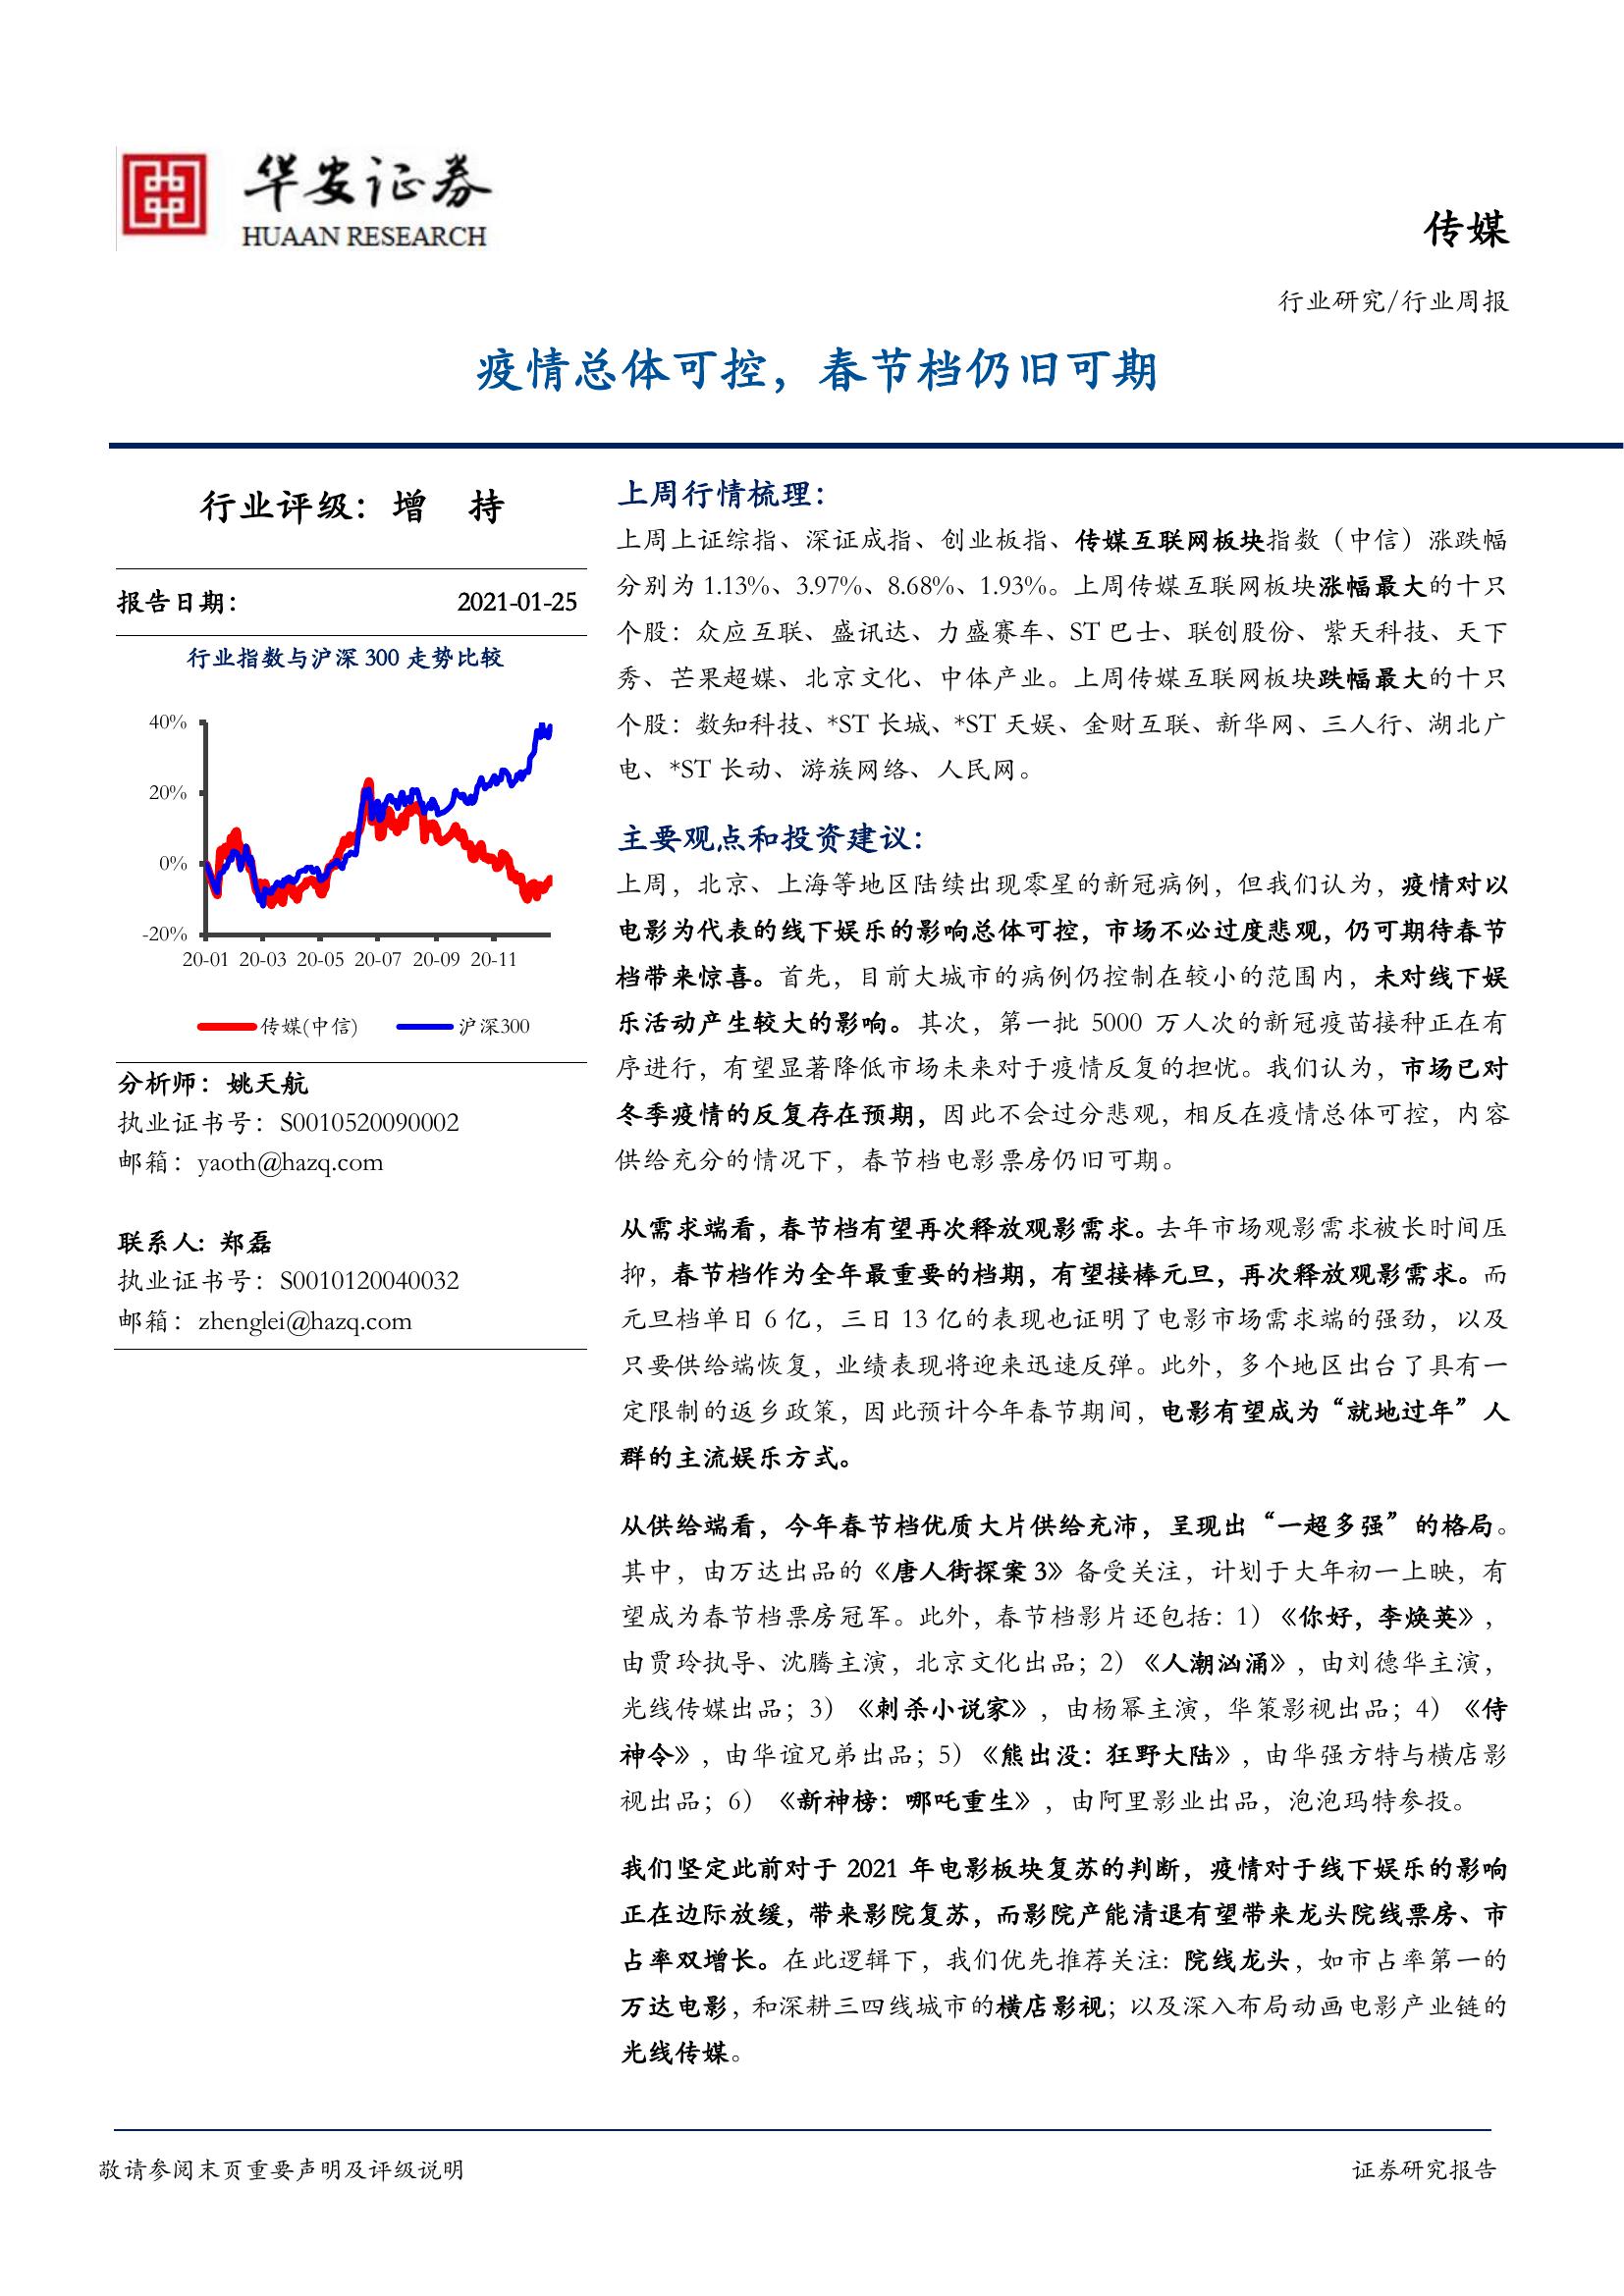 华安证券
HUAAN RESEARCH
传媒
行业研究/行业周报
疫情总体可控，春节档仍旧可期
行业评级：增 持
报告日期： 2021-01-25
行业指数与沪深 300 走势比较
40%
20%
0%
-20%
20-01 20-03 20-05 20-07 20-09 20-11
传媒(中信) 沪深300
分析师：姚天航
执业证书号：S0010520090002
邮箱：yaoth@hazq.com
联系人：郑磊
执业证书号：S0010120040032
邮箱：zhenglei@hazq.com
上周行情梳理：
上周上证综指、深证成指、创业板指、传媒互联网板块指数（中信）涨跌幅
分别为 1.13%、3.97%、8.68%、1.93%。上周传媒互联网板块涨幅最大的十只
个股：众应互联、盛讯达、力盛赛车、ST 巴士、联创股份、紫天科技、天下
秀、芒果超媒、北京文化、中体产业。上周传媒互联网板块跌幅最大的十只
个股：数知科技、*ST 长城、*ST 天娱、金财互联、新华网、三人行、湖北广
电、*ST 长动、游族网络、人民网。
主要观点和投资建议：
上周，北京、上海等地区陆续出现零星的新冠病例，但我们认为，疫情对以
电影为代表的线下娱乐的影响总体可控，市场不必过度悲观，仍可期待春节
档带来惊喜。首先，目前大城市的病例仍控制在较小的范围内，未对线下娱
乐活动产生较大的影响。其次，第一批 5000 万人次的新冠疫苗接种正在有
序进行，有望显著降低市场未来对于疫情反复的担忧。我们认为，市场已对
冬季疫情的反复存在预期，因此不会过分悲观，相反在疫情总体可控，内容
供给充分的情况下，春节档电影票房仍旧可期。
从需求端看，春节档有望再次释放观影需求。去年市场观影需求被长时间压
抑，春节档作为全年最重要的档期，有望接棒元旦，再次释放观影需求。而
元旦档单日 6 亿，三日 13 亿的表现也证明了电影市场需求端的强劲，以及
只要供给端恢复，业绩表现将迎来迅速反弹。此外，多个地区出台了具有一
定限制的返乡政策，因此预计今年春节期间，电影有望成为“就地过年”人
群的主流娱乐方式。
从供给端看，今年春节档优质大片供给充沛，呈现出“一超多强”的格局。
其中，由万达出品的《唐人街探案 3》备受关注，计划于大年初一上映，有
望成为春节档票房冠军。此外，春节档影片还包括：1）《你好，李焕英》，
由贾玲执导、沈腾主演，北京文化出品；2）《人潮汹涌》，由刘德华主演，
光线传媒出品；3）《刺杀小说家》，由杨幂主演，华策影视出品；4）《侍
神令》，由华谊兄弟出品；5）《熊出没：狂野大陆》，由华强方特与横店影
视出品；6）《新神榜：哪吒重生》，由阿里影业出品，泡泡玛特参投。
我们坚定此前对于 2021 年电影板块复苏的判断，疫情对于线下娱乐的影响
正在边际放缓，带来影院复苏，而影院产能清退有望带来龙头院线票房、市
占率双增长。在此逻辑下，我们优先推荐关注：院线龙头，如市占率第一的
万达电影，和深耕三四线城市的横店影视；以及深入布局动画电影产业链的
光线传媒。
敬请参阅末页重要声明及评级说明 证券研究报告